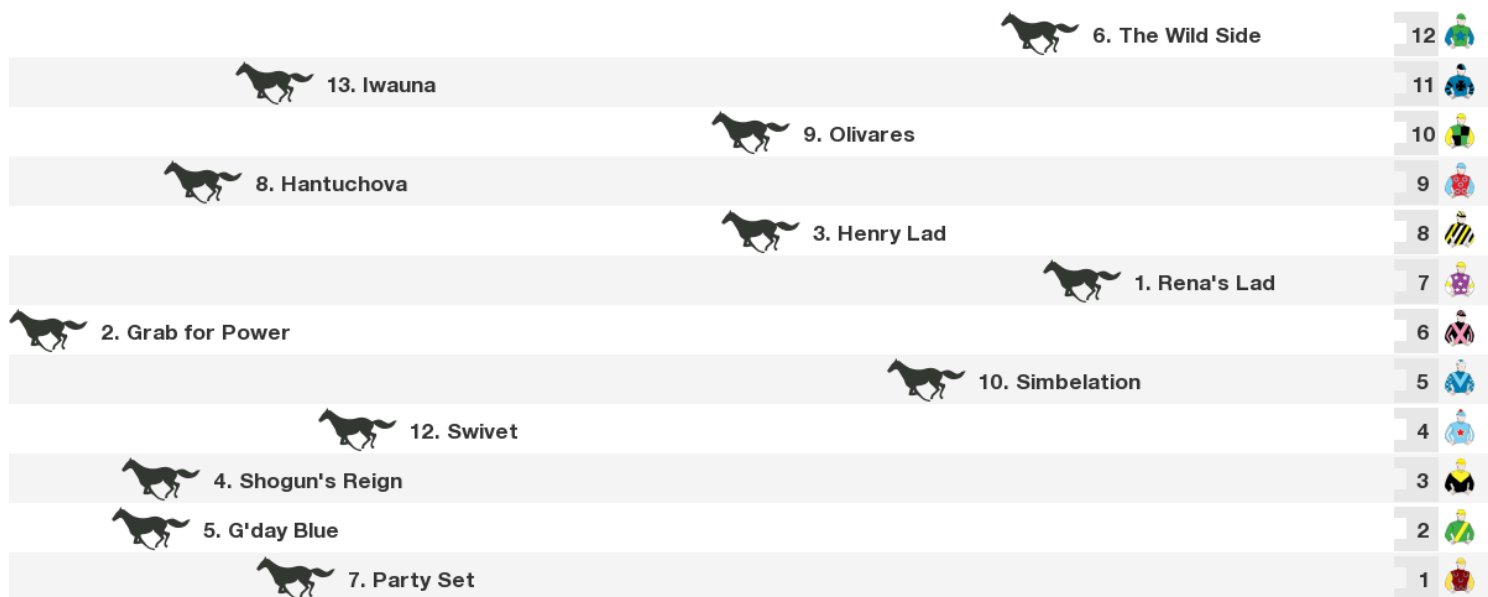 6. The Wild Side 12
13. Iwauna 11
9. Olivares 10
8. Hantuchova 9
3. Henry Lad 8
1. Rena's Lad 7
2. Grab for Power 6
10. Simbelation 5
12. Swivet 4
4. Shogun's Reign 3
5. G'day Blue 2
7. Party Set 1